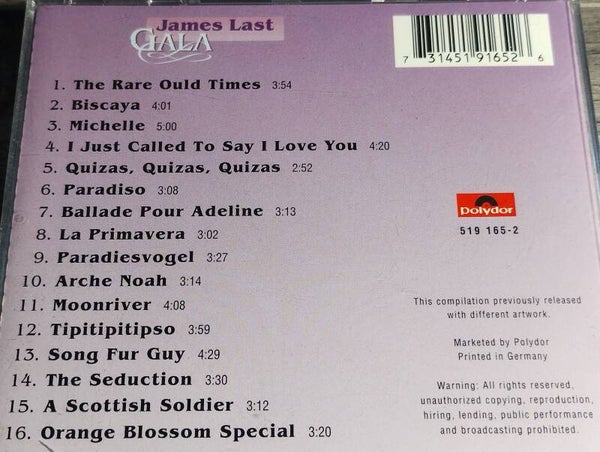 James Last
GALA
7 31451 91652 6
1. The Rare Ould Times 3:54
2. Biscaya 4:01
3. Michelle 5:00
4. I Just Called To Say I Love You 4:20
5. Quizas, Quizas, Quizas 2:52
6. Paradiso 3:08
7. Ballade Pour Adeline 3:13
8. La Primavera 3:02
9. Paradiesvogel 3:27
10. Arche Noah 3:14
11. Moonriver 4:08
12. Tipitipitipso 3:59
13. Song Fur Guy 4:29
14. The Seduction 3:30
15. A Scottish Soldier 3:12
16. Orange Blossom Special 3:20
Polydor
519 165-2
This compilation previously released
with different artwork.
Marketed by Polydor
Printed in Germany
Warning: All rights reserved,
unauthorized copying, reproduction,
hiring, lending, public performance
and broadcasting prohibited.